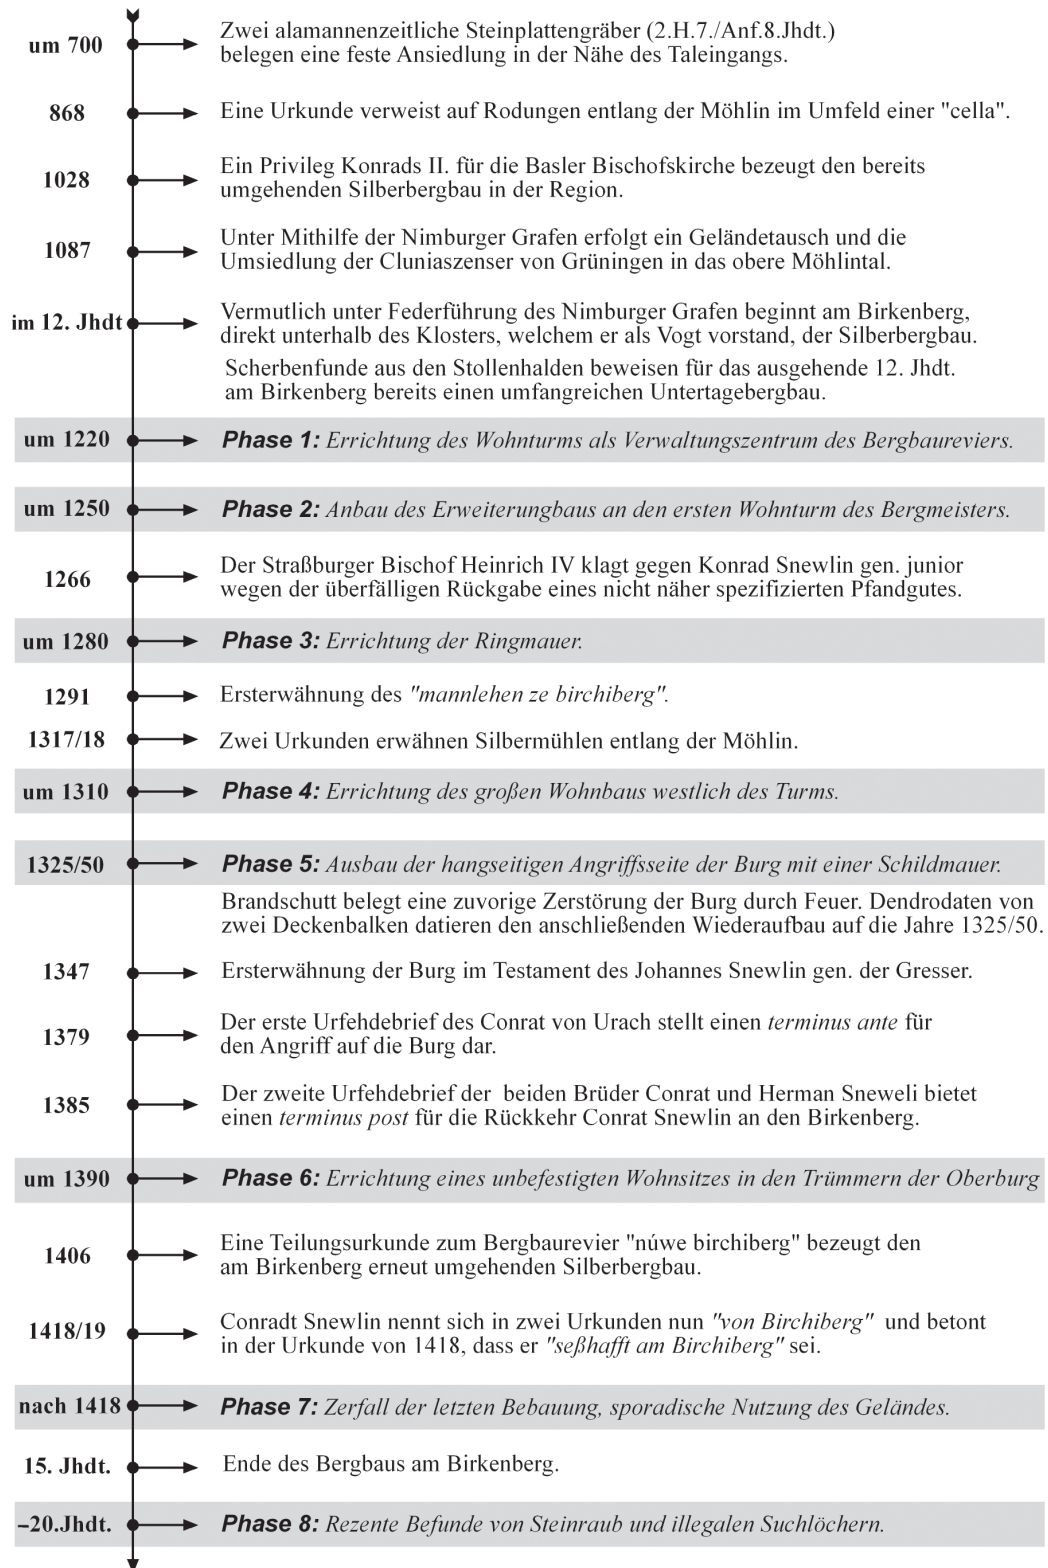 um 700
Zwei alamannenzeitliche Steinplattengräber (2.H.7./Anf.8.Jhdt.)
belegen eine feste Ansiedlung in der Nähe des Taleingangs.
868
Eine Urkunde verweist auf Rodungen entlang der Möhlin im Umfeld einer "cella".
1028
Ein Privileg Konrads II. für die Basler Bischofskirche bezeugt den bereits
umgehenden Silberbergbau in der Region.
1087
Unter Mithilfe der Nimburger Grafen erfolgt ein Geländetausch und die
Umsiedlung der Cluniaszenser von Grüningen in das obere Möhlintal.
im 12. Jhdt
Vermutlich unter Federführung des Nimburger Grafen beginnt am Birkenberg,
direkt unterhalb des Klosters, welchem er als Vogt vorstand, der Silberbergbau.
Scherbenfunde aus den Stollenhalden beweisen für das ausgehende 12. Jhdt.
am Birkenberg bereits einen umfangreichen Untertagebergbau.
um 1220
Phase 1: Errichtung des Wohnturms als Verwaltungszentrum des Bergbaureviers.
um 1250
Phase 2: Anbau des Erweiterungbaus an den ersten Wohnturm des Bergmeisters.
1266
Der Straßburger Bischof Heinrich IV klagt gegen Konrad Snewlin gen. junior
wegen der überfälligen Rückgabe eines nicht näher spezifizierten Pfandgutes.
um 1280
Phase 3: Errichtung der Ringmauer.
1291
Ersterwähnung des "mannlehen ze birchiberg".
1317/18
Zwei Urkunden erwähnen Silbermühlen entlang der Möhlin.
um 1310
Phase 4: Errichtung des großen Wohnbaus westlich des Turms.
1325/50
Phase 5: Ausbau der hangseitigen Angriffsseite der Burg mit einer Schildmauer.
Brandschutt belegt eine zuvorige Zerstörung der Burg durch Feuer. Dendrodaten von
zwei Deckenbalken datieren den anschließenden Wiederaufbau auf die Jahre 1325/50.
1347
Ersterwähnung der Burg im Testament des Johannes Snewlin gen. der Gresser.
1379
Der erste Urfehdebrief des Conrat von Urach stellt einen terminus ante für
den Angriff auf die Burg dar.
1385
Der zweite Urfehdebrief der beiden Brüder Conrat und Herman Sneweli bietet
einen terminus post für die Rückkehr Conrat Snewlin an den Birkenberg.
um 1390
Phase 6: Errichtung eines unbefestigten Wohnsitzes in den Trümmern der Oberburg
1406
Eine Teilungsurkunde zum Bergbaurevier "núwe birchiberg" bezeugt den
am Birkenberg erneut umgehenden Silberbergbau.
1418/19
Conradt Snewlin nennt sich in zwei Urkunden nun "von Birchiberg" und betont
in der Urkunde von 1418, dass er "seßhafft am Birchiberg" sei.
nach 1418
Phase 7: Zerfall der letzten Bebauung, sporadische Nutzung des Geländes.
15. Jhdt.
Ende des Bergbaus am Birkenberg.
–20.Jhdt.
Phase 8: Rezente Befunde von Steinraub und illegalen Suchlöchern.